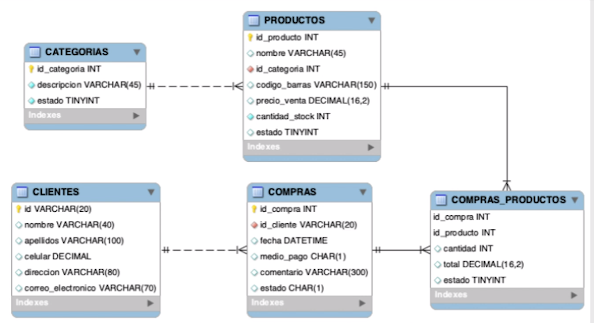 CATEGORIAS
id_categoria INT
descripcion VARCHAR(45)
estado TINYINT
Indexes
PRODUCTOS
id_producto INT
nombre VARCHAR(45)
id_categoria INT
codigo_barras VARCHAR(150)
precio_venta DECIMAL(16,2)
cantidad_stock INT
estado TINYINT
Indexes
CLIENTES
id VARCHAR(20)
nombre VARCHAR(40)
apellidos VARCHAR(100)
celular DECIMAL
direccion VARCHAR(80)
correo_electronico VARCHAR(70)
Indexes
COMPRAS
id_compra INT
id_cliente VARCHAR(20)
fecha DATETIME
medio_pago CHAR(1)
comentario VARCHAR(300)
estado CHAR(1)
Indexes
COMPRAS_PRODUCTOS
id_compra INT
id_producto INT
cantidad INT
total DECIMAL(16,2)
estado TINYINT
Indexes